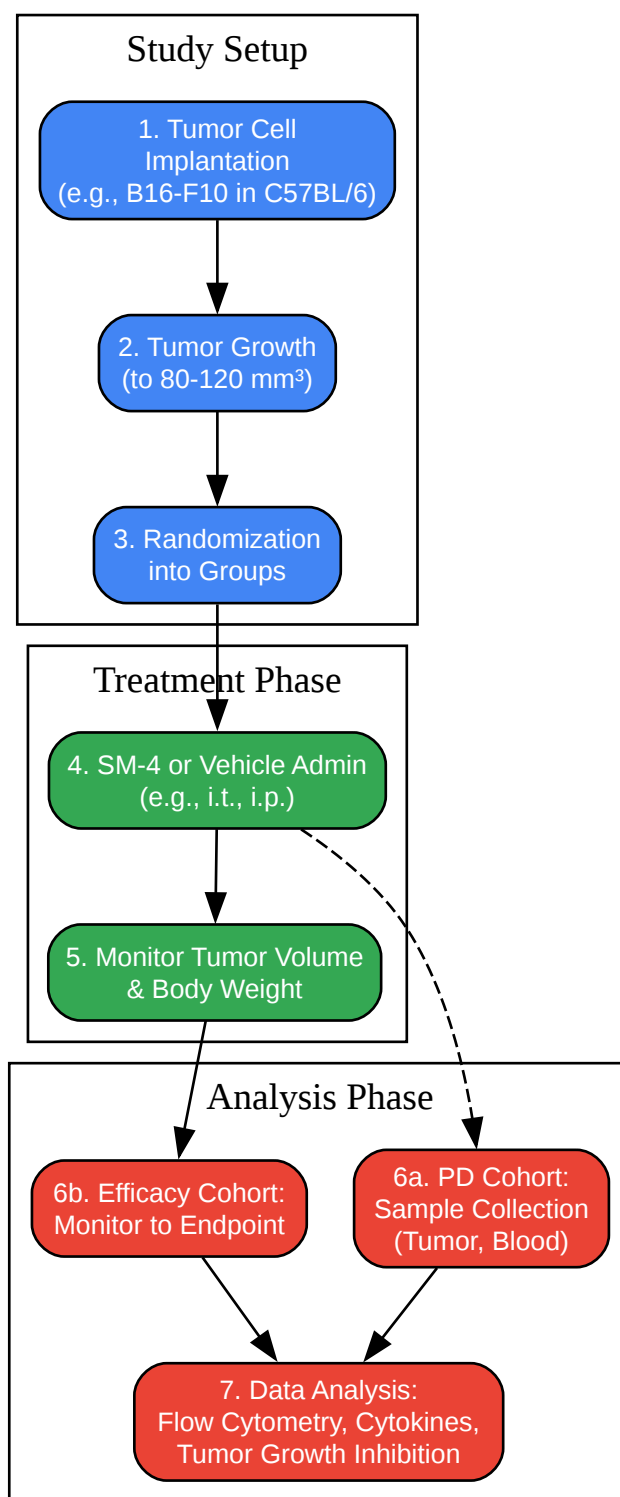 Study Setup
1. Tumor Cell
Implantation
(e.g., B16-F10 in C57BL/6)
2. Tumor Growth
(to 80-120 mm³)
3. Randomization
into Groups
Treatment Phase
4. SM-4 or Vehicle Admin
(e.g., i.t., i.p.)
5. Monitor Tumor Volume
& Body Weight
Analysis Phase
6b. Efficacy Cohort:
Monitor to Endpoint
6a. PD Cohort:
Sample Collection
(Tumor, Blood)
7. Data Analysis:
Flow Cytometry, Cytokines,
Tumor Growth Inhibition